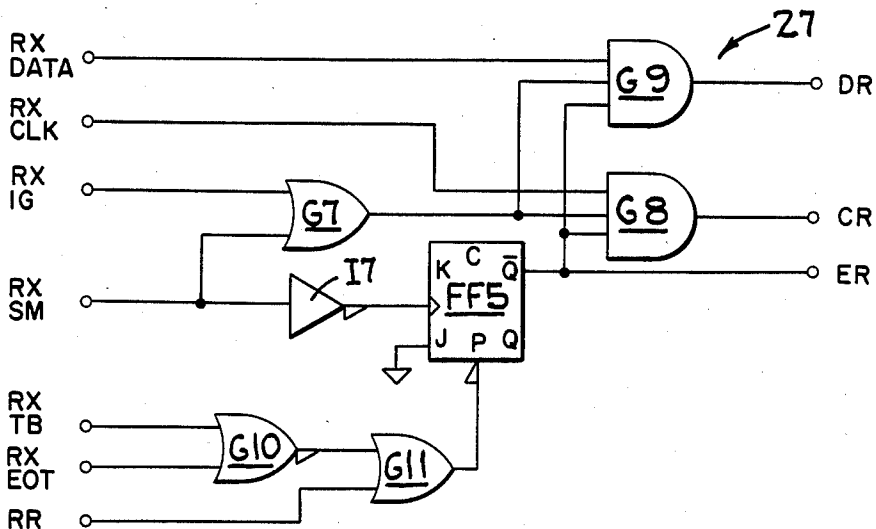 RX
DATA
RX
CLK
RX
IG
RX
SM
RX
TB
RX
EOT
RR
27
G9
DR
G7
G8
CR
I7
K C Q̅
FF5
J P Q
ER
G10
G11